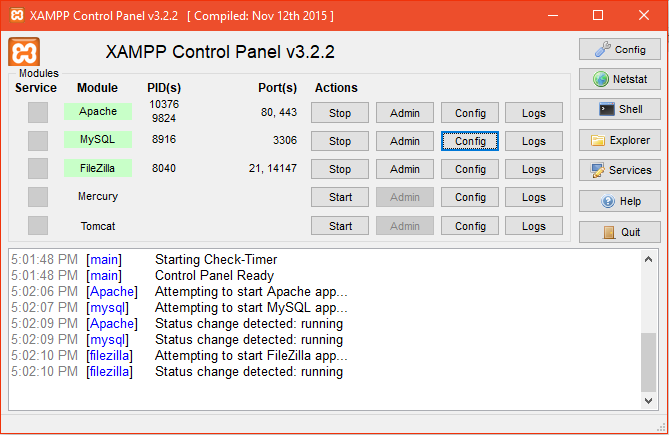 XAMPP Control Panel v3.2.2 [ Compiled: Nov 12th 2015 ]
XAMPP Control Panel v3.2.2
Config
Modules
Service Module PID(s) Port(s) Actions
Netstat
Apache 10376 9824 80, 443 Stop Admin Config Logs
Shell
MySQL 8916 3306 Stop Admin Config Logs
Explorer
FileZilla 8040 21, 14147 Stop Admin Config Logs
Services
Mercury Start Admin Config Logs
Help
Tomcat Start Admin Config Logs
Quit
5:01:48 PM [main] Starting Check-Timer
5:01:48 PM [main] Control Panel Ready
5:02:06 PM [Apache] Attempting to start Apache app...
5:02:07 PM [mysql] Attempting to start MySQL app...
5:02:09 PM [Apache] Status change detected: running
5:02:09 PM [mysql] Status change detected: running
5:02:10 PM [filezilla] Attempting to start FileZilla app...
5:02:10 PM [filezilla] Status change detected: running